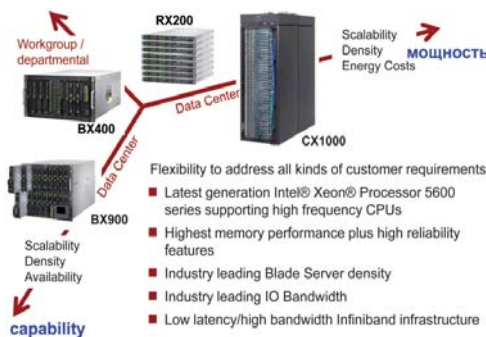 RX200
Workgroup /
departmental
Scalability
Density
Energy Costs
МОЩНОСТЬ
BX400
Data Center
CX1000
Data Center
BX900
Scalability
Density
Availability
capability
Flexibility to address all kinds of customer requirements
Latest generation Intel® Xeon® Processor 5600
series supporting high frequency CPUs
Highest memory performance plus high reliability
features
Industry leading Blade Server density
Industry leading IO Bandwidth
Low latency/high bandwidth Infiniband infrastructure